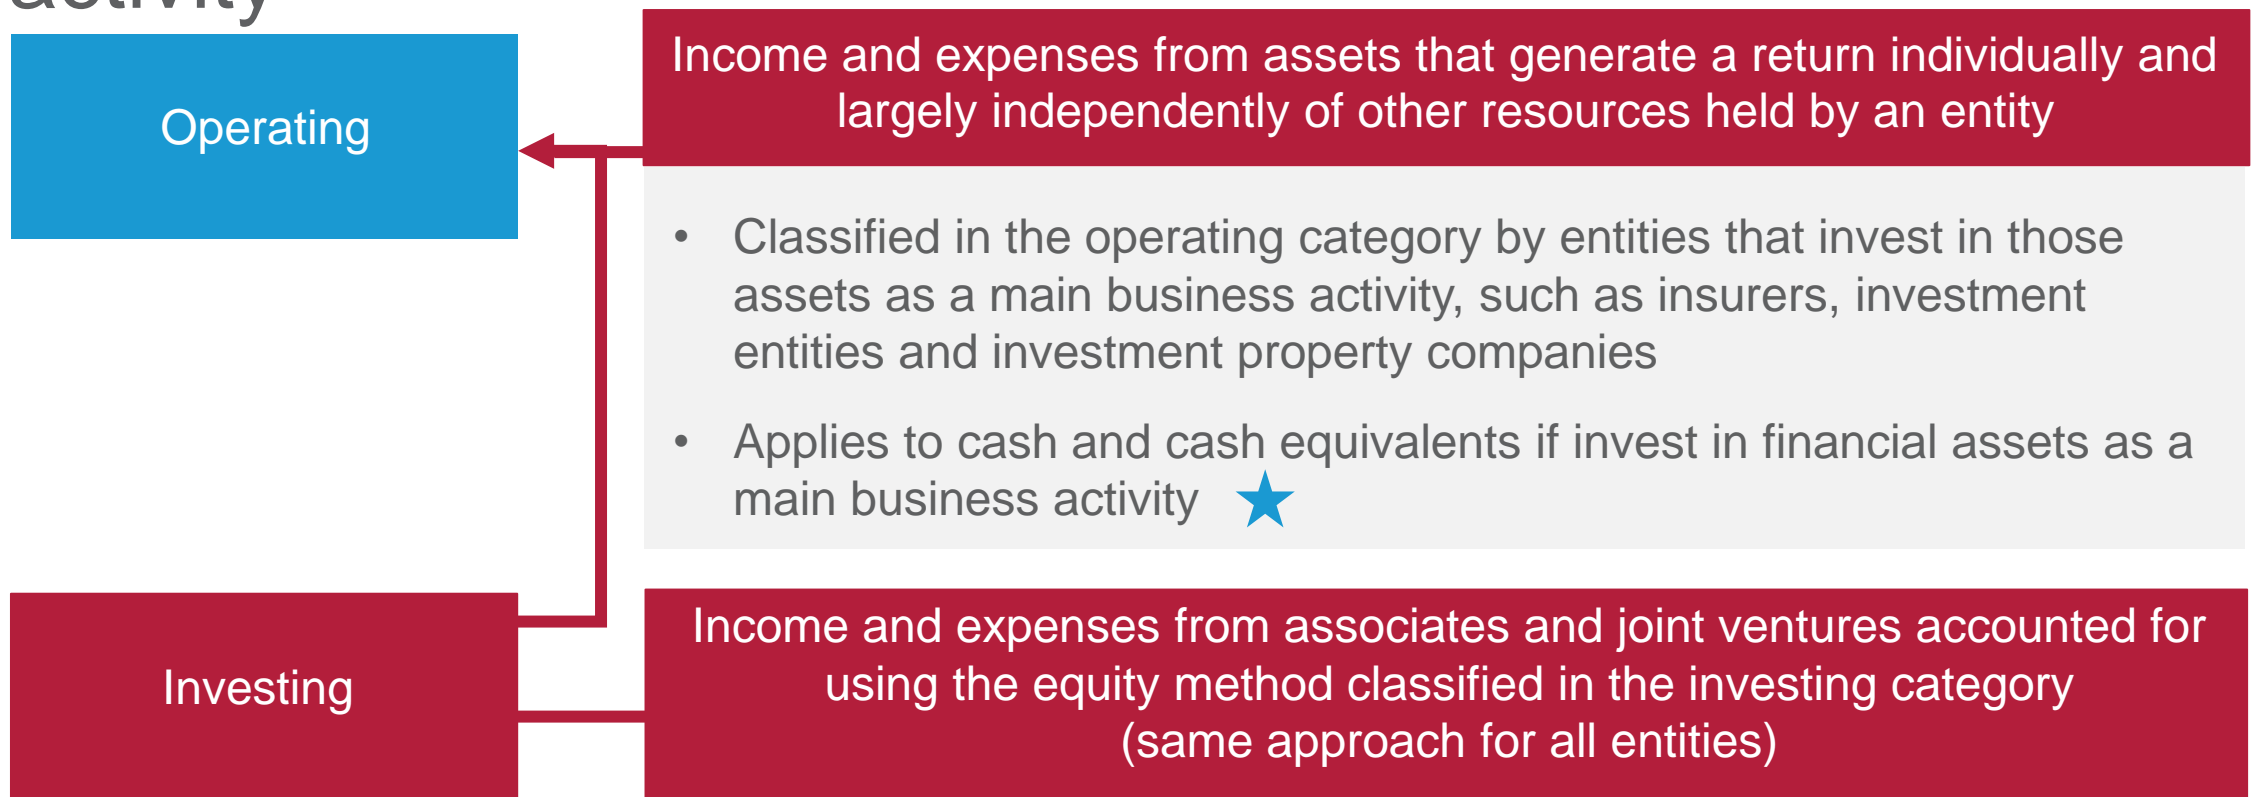 activity
Operating
Income and expenses from assets that generate a return individually and
largely independently of other resources held by an entity
• Classified in the operating category by entities that invest in those
assets as a main business activity, such as insurers, investment
entities and investment property companies
• Applies to cash and cash equivalents if invest in financial assets as a
main business activity
Investing
Income and expenses from associates and joint ventures accounted for
using the equity method classified in the investing category
(same approach for all entities)